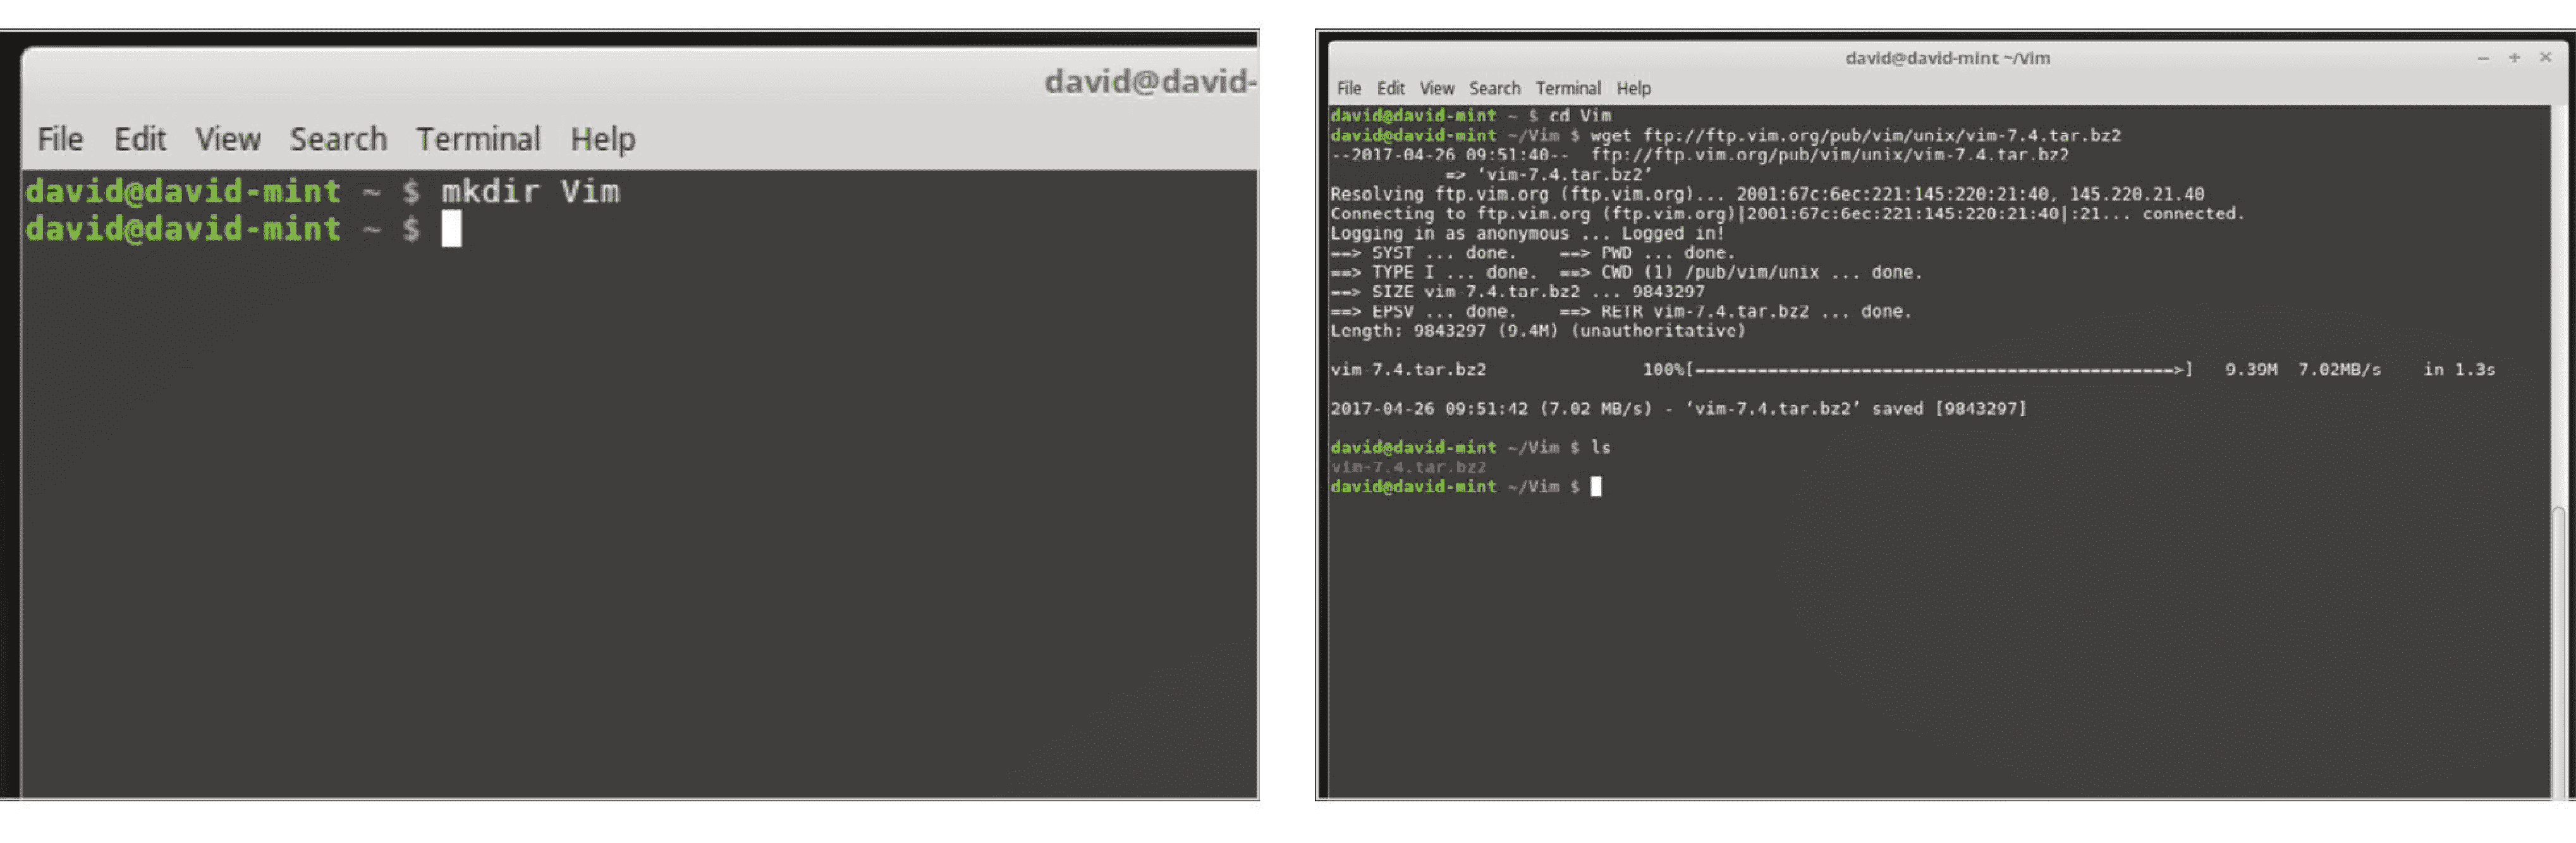 david@david-
File Edit View Search Terminal Help
david@david-mint ~ $ mkdir Vim
david@david-mint ~ $
david@david-mint ~/Vim
File Edit View Search Terminal Help
david@david-mint ~ $ cd Vim
david@david-mint ~/Vim $ wget ftp://ftp.vim.org/pub/vim/unix/vim-7.4.tar.bz2
--2017-04-26 09:51:40--  ftp://ftp.vim.org/pub/vim/unix/vim-7.4.tar.bz2
=> ‘vim-7.4.tar.bz2’
Resolving ftp.vim.org (ftp.vim.org)... 2001:67c:6ec:221:145:220:21:40, 145.220.21.40
Connecting to ftp.vim.org (ftp.vim.org)|2001:67c:6ec:221:145:220:21:40|:21... connected.
Logging in as anonymous ... Logged in!
==> SYST ... done.    ==> PWD ... done.
==> TYPE I ... done.  ==> CWD (1) /pub/vim/unix ... done.
==> SIZE vim-7.4.tar.bz2 ... 9843297
==> EPSV ... done.    ==> RETR vim-7.4.tar.bz2 ... done.
Length: 9843297 (9.4M) (unauthoritative)
vim-7.4.tar.bz2 100%[==============================================>] 9.39M 7.02MB/s in 1.3s
2017-04-26 09:51:42 (7.02 MB/s) - ‘vim-7.4.tar.bz2’ saved [9843297]
david@david-mint ~/Vim $ ls
vim-7.4.tar.bz2
david@david-mint ~/Vim $